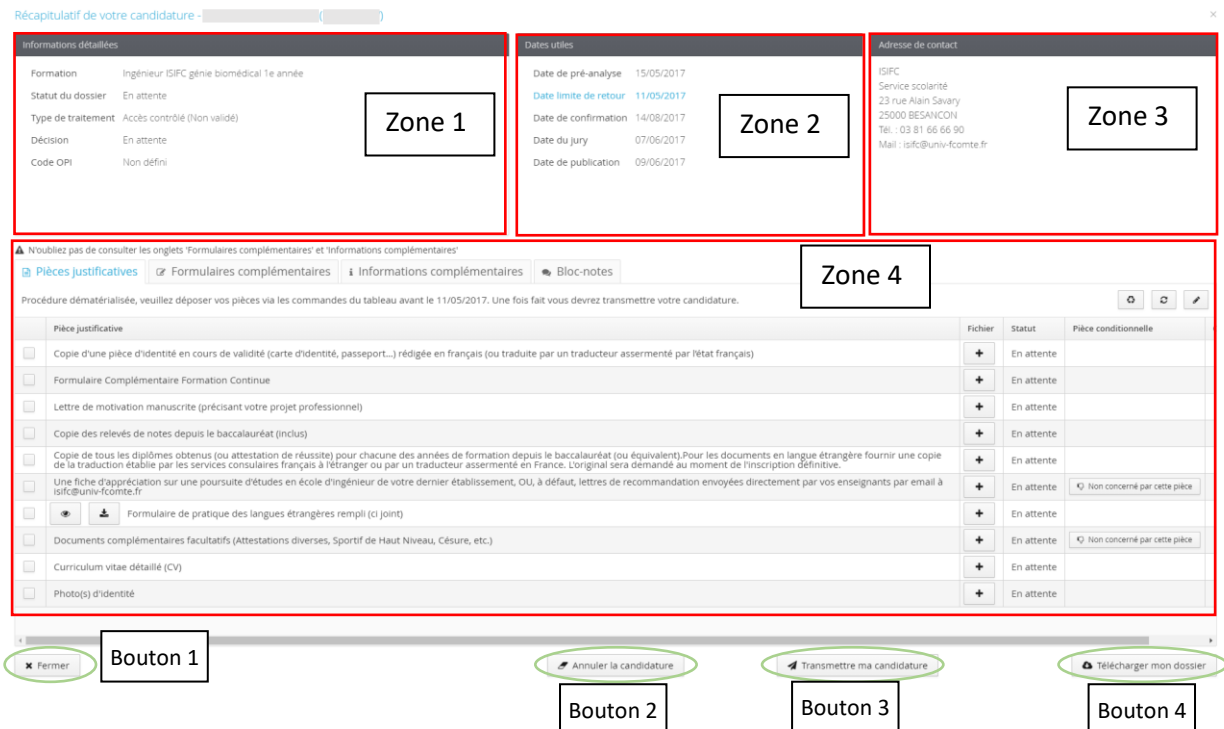 Récapitulatif de votre candidature - ( )
Informations détaillées
Formation Ingénieur ISIFC génie biomédical 1e année
Statut du dossier En attente
Type de traitement Accès contrôlé (Non validé)
Décision En attente
Code OPI Non défini
Zone 1
Dates utiles
Date de pré-analyse 15/05/2017
Date limite de retour 11/05/2017
Date de confirmation 14/08/2017
Date du jury 07/06/2017
Date de publication 09/06/2017
Zone 2
Adresse de contact
ISIFC
Service scolarité
23 rue Alain Savary
25000 BESANCON
Tél. : 03 81 66 66 90
Mail : isifc@univ-fcomte.fr
Zone 3
N'oubliez pas de consulter les onglets 'Formulaires complémentaires' et 'Informations complémentaires'
Pièces justificatives Formulaires complémentaires Informations complémentaires Bloc-notes
Zone 4
Procédure dématérialisée, veuillez déposer vos pièces via les commandes du tableau avant le 11/05/2017. Une fois fait vous devrez transmettre votre candidature.
Pièce justificative Fichier Statut Pièce conditionnelle
Copie d'une pièce d'identité en cours de validité (carte d'identité, passeport...) rédigée en français (ou traduite par un traducteur assermenté par l'état français) + En attente
Formulaire Complémentaire Formation Continue + En attente
Lettre de motivation manuscrite (précisant votre projet professionnel) + En attente
Copie des relevés de notes depuis le baccalauréat (inclus) + En attente
Copie de tous les diplômes obtenus (ou attestation de réussite) pour chacune des années de formation depuis le baccalauréat (ou équivalent).Pour les documents en langue étrangère fournir une copie
de la traduction établie par les services consulaires français à l'étranger ou par un traducteur assermenté en France. L'original sera demandé au moment de l'inscription définitive. + En attente
Une fiche d'appréciation sur une poursuite d'études en école d'ingénieur de votre dernier établissement, OU, à défaut, lettres de recommandation envoyées directement par vos enseignants par email à
isifc@univ-fcomte.fr + En attente Non concerné par cette pièce
Formulaire de pratique des langues étrangères rempli (ci joint) + En attente
Documents complémentaires facultatifs (Attestations diverses, Sportif de Haut Niveau, Césure, etc.) + En attente Non concerné par cette pièce
Curriculum vitae détaillé (CV) + En attente
Photo(s) d'identité + En attente
Fermer Bouton 1 Annuler la candidature Transmettre ma candidature Télécharger mon dossier
Bouton 2 Bouton 3 Bouton 4